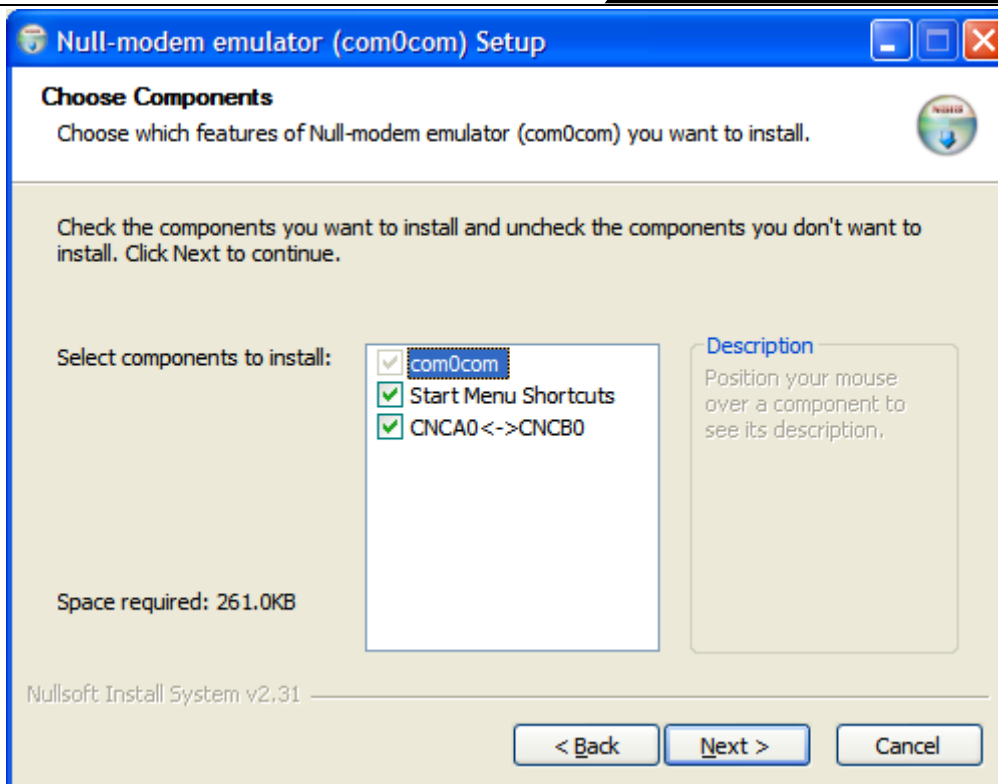 Null-modem emulator (com0com) Setup
Choose Components
Choose which features of Null-modem emulator (com0com) you want to install.
Check the components you want to install and uncheck the components you don't want to
install. Click Next to continue.
Select components to install:
com0com
Start Menu Shortcuts
CNCA0<->CNCB0
Description
Position your mouse
over a component to
see its description.
Space required: 261.0KB
Nullsoft Install System v2.31
< Back
Next >
Cancel